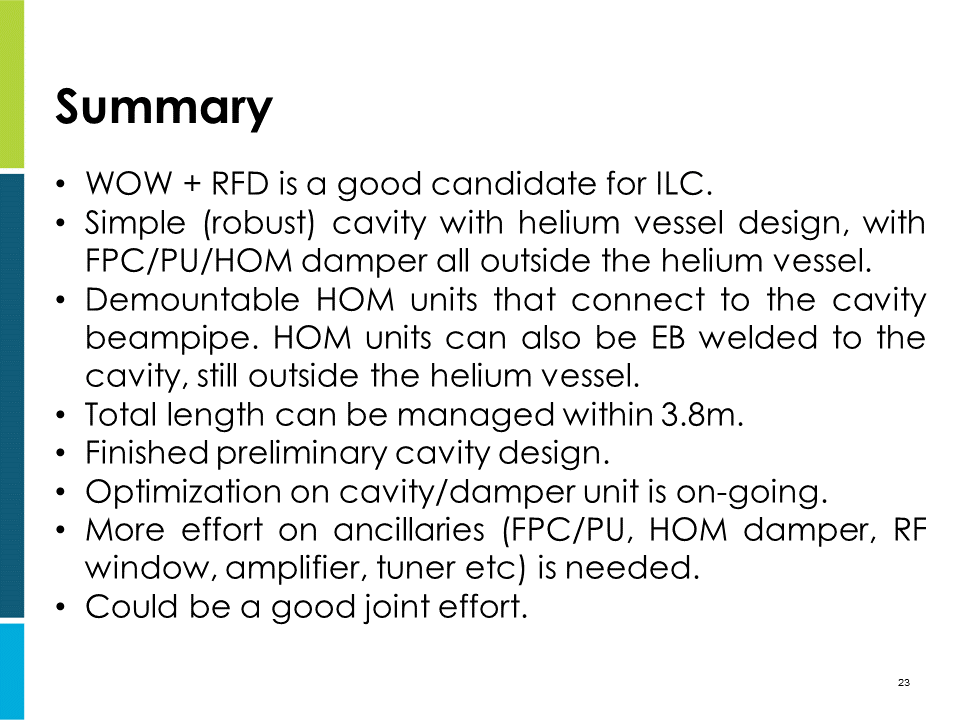 Summary
• WOW + RFD is a good candidate for ILC.
• Simple (robust) cavity with helium vessel design, with
FPC/PU/HOM damper all outside the helium vessel.
• Demountable HOM units that connect to the cavity
beampipe. HOM units can also be EB welded to the
cavity, still outside the helium vessel.
• Total length can be managed within 3.8m.
• Finished preliminary cavity design.
• Optimization on cavity/damper unit is on-going.
• More effort on ancillaries (FPC/PU, HOM damper, RF
window, amplifier, tuner etc) is needed.
• Could be a good joint effort.
23